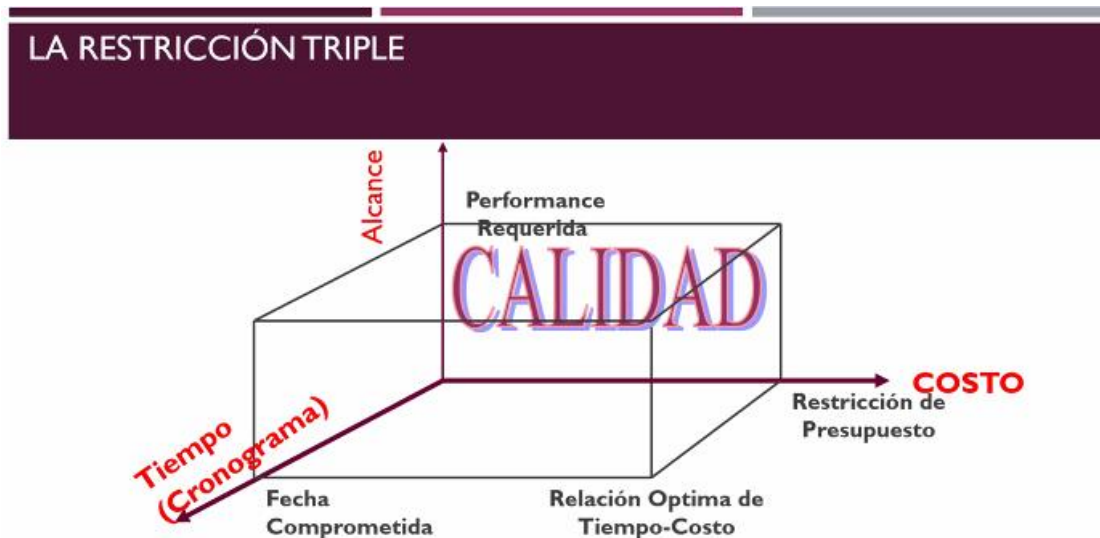 LA RESTRICCIÓN TRIPLE
Alcance
Performance
Requerida
CALIDAD
COSTO
Restricción de
Presupuesto
Tiempo
(Cronograma)
Fecha
Comprometida
Relación Optima de
Tiempo-Costo